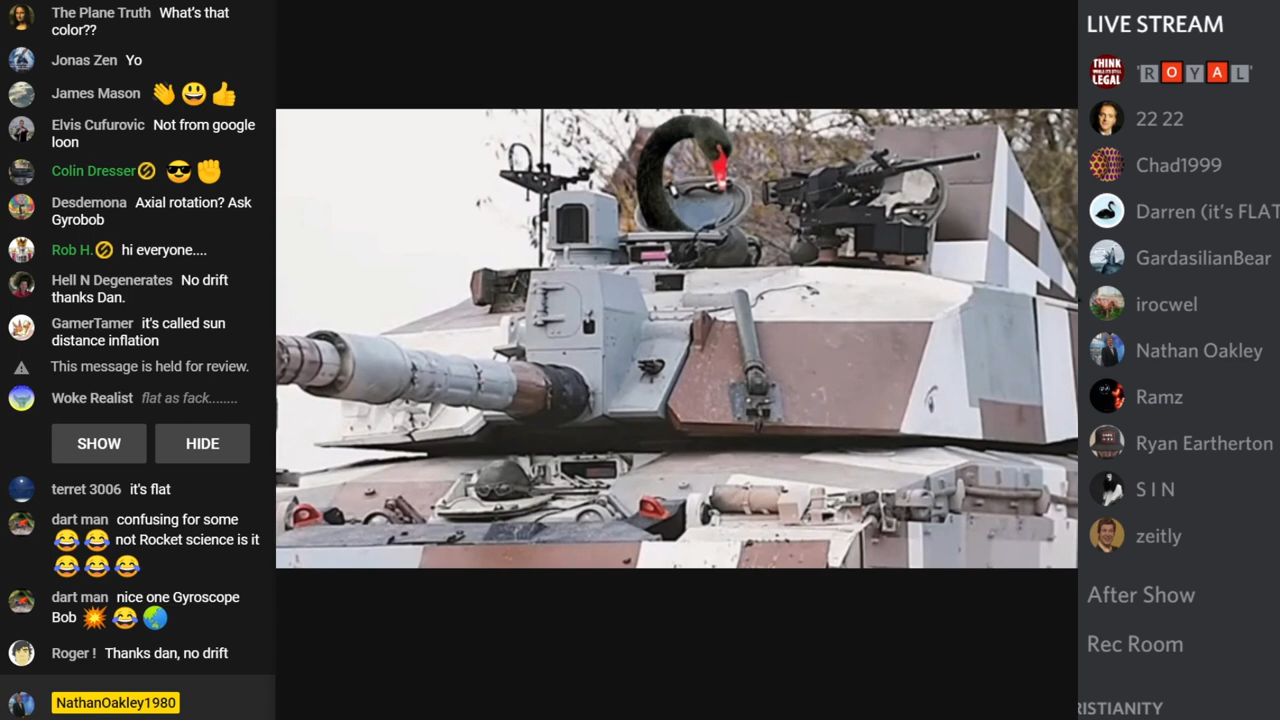 The Plane Truth What's that
color??
Jonas Zen Yo
James Mason 👋 😃 👍
Elvis Cufurovic Not from google
loon
Colin Dresser 😎 ✊
Desdemona Axial rotation? Ask
Gyrobob
Rob H. hi everyone....
Hell N Degenerates No drift
thanks Dan.
GamerTamer it's called sun
distance inflation
This message is held for review.
Woke Realist flat as fack........
SHOW HIDE
terret 3006 it's flat
dart man confusing for some
😂 😂 not Rocket science is it
😂 😂 😂
dart man nice one Gyroscope
Bob 💥 😂 🌏
Roger ! Thanks dan, no drift
NathanOakley1980
LIVE STREAM
THINK
LEGAL
'ROYAL'
22 22
Chad1999
Darren (it's FLAT
GardasilianBear
irocwel
Nathan Oakley
Ramz
Ryan Eartherton
S I N
zeitly
After Show
Rec Room
RISTIANITY